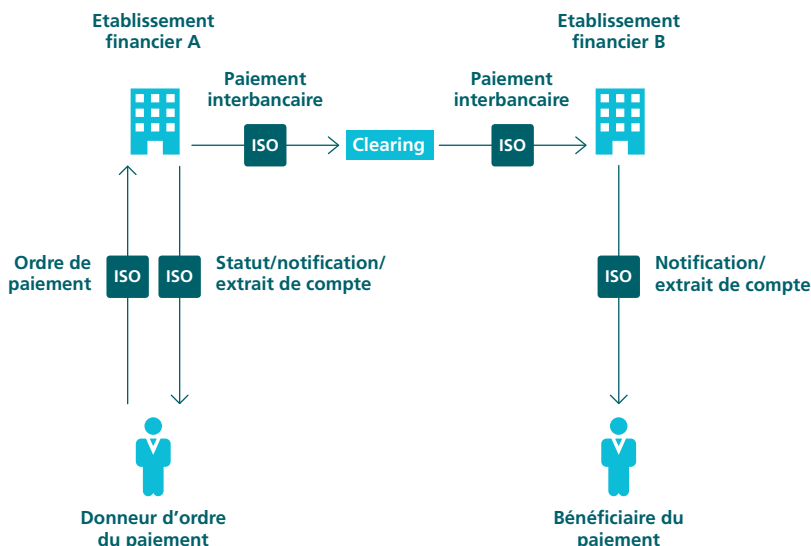 Etablissement
financier A
Etablissement
financier B
Paiement
interbancaire
Paiement
interbancaire
ISO
Clearing
ISO
Ordre de
paiement
ISO
ISO
Statut/notification/
extrait de compte
ISO
Notification/
extrait de compte
Donneur d’ordre
du paiement
Bénéficiaire du
paiement